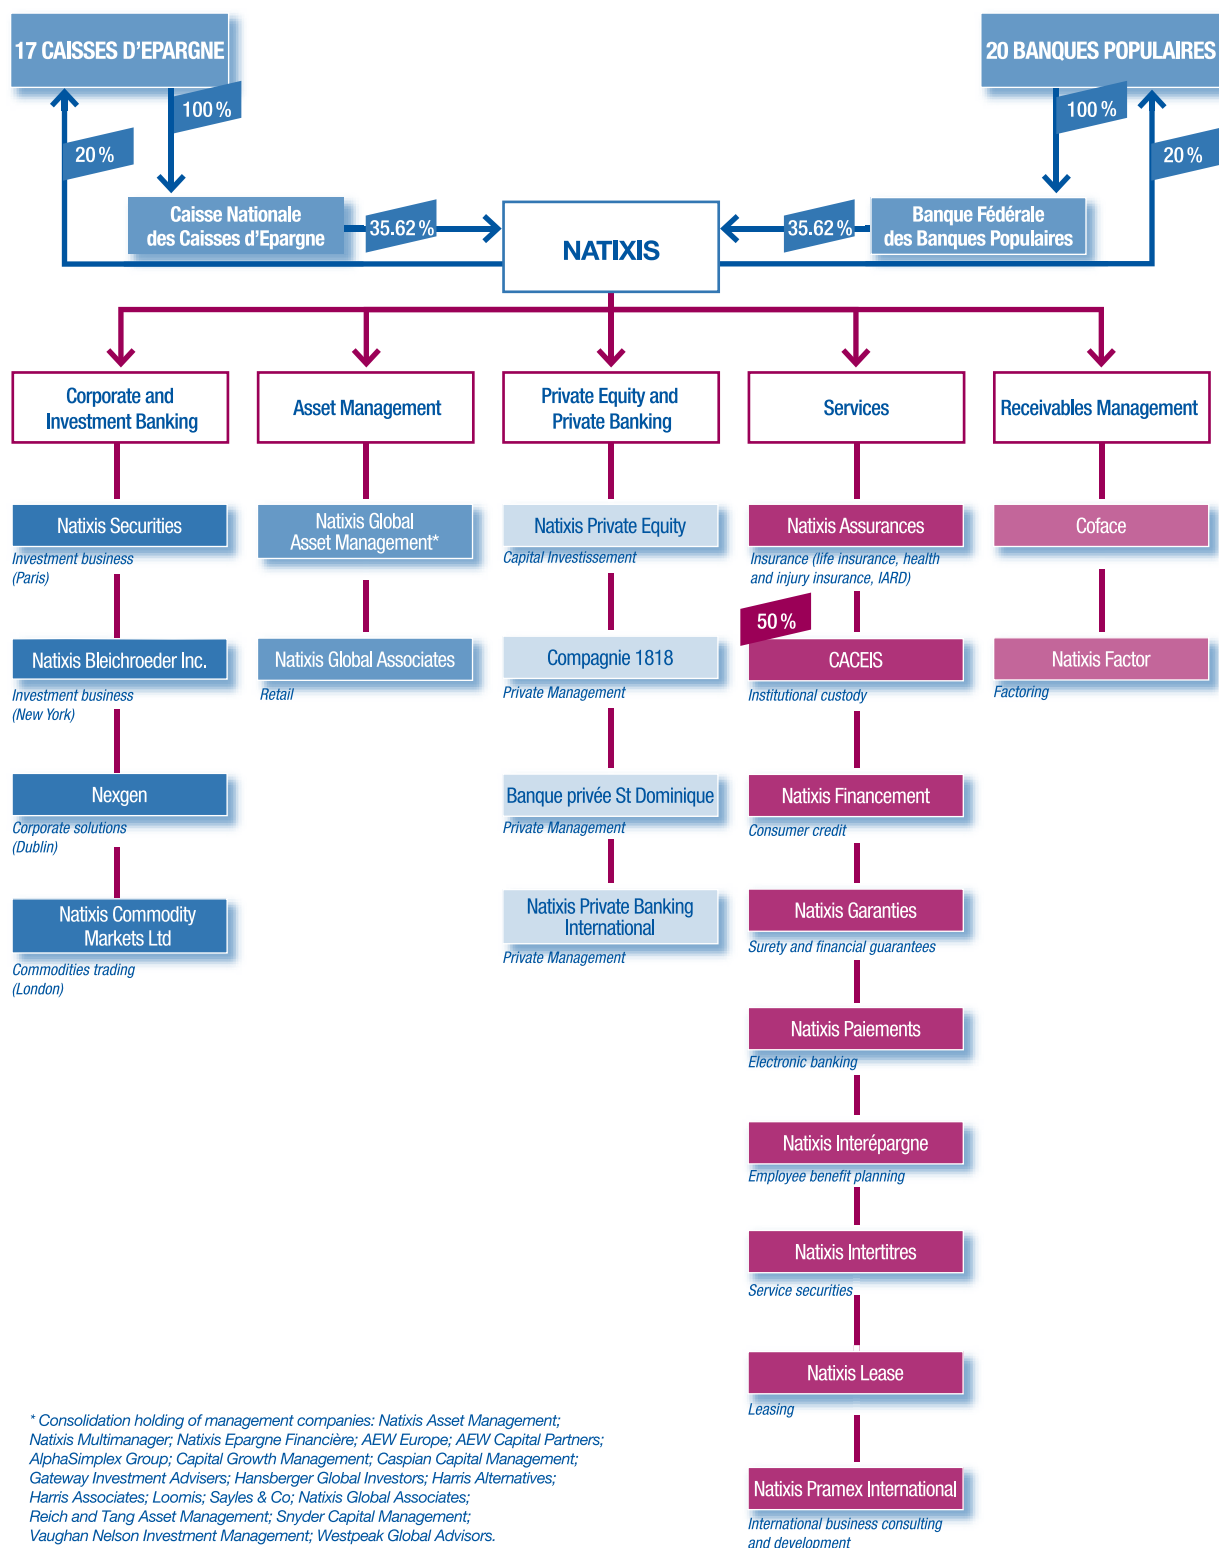 17 CAISSES D'EPARGNE
20 BANQUES POPULAIRES
100 %
100 %
20 %
20 %
Caisse Nationale
des Caisses d'Epargne
35.62 %
NATIXIS
35.62 %
Banque Fédérale
des Banques Populaires
Corporate and
Investment Banking
Asset Management
Private Equity and
Private Banking
Services
Receivables Management
Natixis Securities
Investment business
(Paris)
Natixis Bleichroeder Inc.
Investment business
(New York)
Nexgen
Corporate solutions
(Dublin)
Natixis Commodity
Markets Ltd
Commodities trading
(London)
Natixis Global
Asset Management*
Natixis Global Associates
Retail
Natixis Private Equity
Capital Investissement
Compagnie 1818
Private Management
Banque privée St Dominique
Private Management
Natixis Private Banking
International
Private Management
Natixis Assurances
Insurance (life insurance, health
and injury insurance, IARD)
50 %
CACEIS
Institutional custody
Natixis Financement
Consumer credit
Natixis Garanties
Surety and financial guarantees
Natixis Paiements
Electronic banking
Natixis Interépargne
Employee benefit planning
Natixis Intertitres
Service securities
Natixis Lease
Leasing
Natixis Pramex International
International business consulting
and development
Coface
Natixis Factor
Factoring
* Consolidation holding of management companies: Natixis Asset Management;
Natixis Multimanager; Natixis Epargne Financière; AEW Europe; AEW Capital Partners;
AlphaSimplex Group; Capital Growth Management; Caspian Capital Management;
Gateway Investment Advisers; Hansberger Global Investors; Harris Alternatives;
Harris Associates; Loomis; Sayles & Co; Natixis Global Associates;
Reich and Tang Asset Management; Snyder Capital Management;
Vaughan Nelson Investment Management; Westpeak Global Advisors.